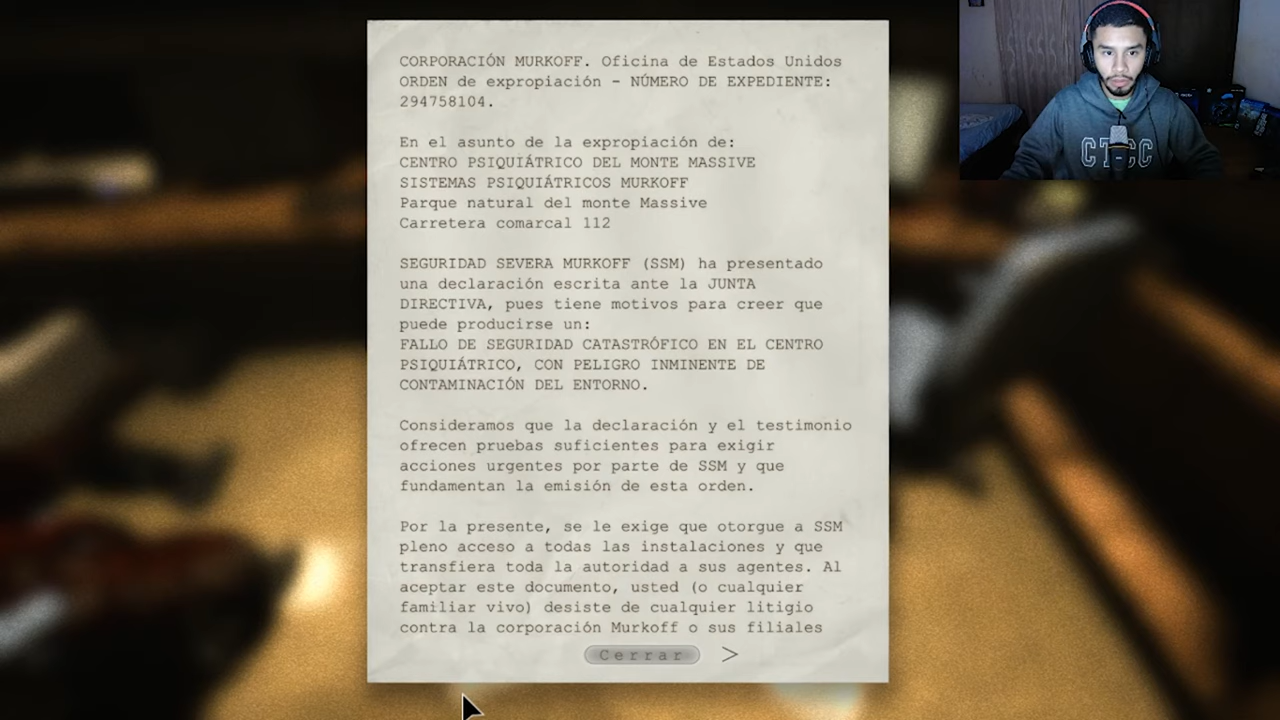 CORPORACIÓN MURKOFF. Oficina de Estados Unidos
ORDEN de expropiación - NÚMERO DE EXPEDIENTE:
294758104.
En el asunto de la expropiación de:
CENTRO PSIQUIÁTRICO DEL MONTE MASSIVE
SISTEMAS PSIQUIÁTRICOS MURKOFF
Parque natural del monte Massive
Carretera comarcal 112
SEGURIDAD SEVERA MURKOFF (SSM) ha presentado
una declaración escrita ante la JUNTA
DIRECTIVA, pues tiene motivos para creer que
puede producirse un:
FALLO DE SEGURIDAD CATASTRÓFICO EN EL CENTRO
PSIQUIÁTRICO, CON PELIGRO INMINENTE DE
CONTAMINACIÓN DEL ENTORNO.
Consideramos que la declaración y el testimonio
ofrecen pruebas suficientes para exigir
acciones urgentes por parte de SSM y que
fundamentan la emisión de esta orden.
Por la presente, se le exige que otorgue a SSM
pleno acceso a todas las instalaciones y que
transfiera toda la autoridad a sus agentes. Al
aceptar este documento, usted (o cualquier
familiar vivo) desiste de cualquier litigio
contra la corporación Murkoff o sus filiales
Cerrar >
CTCC